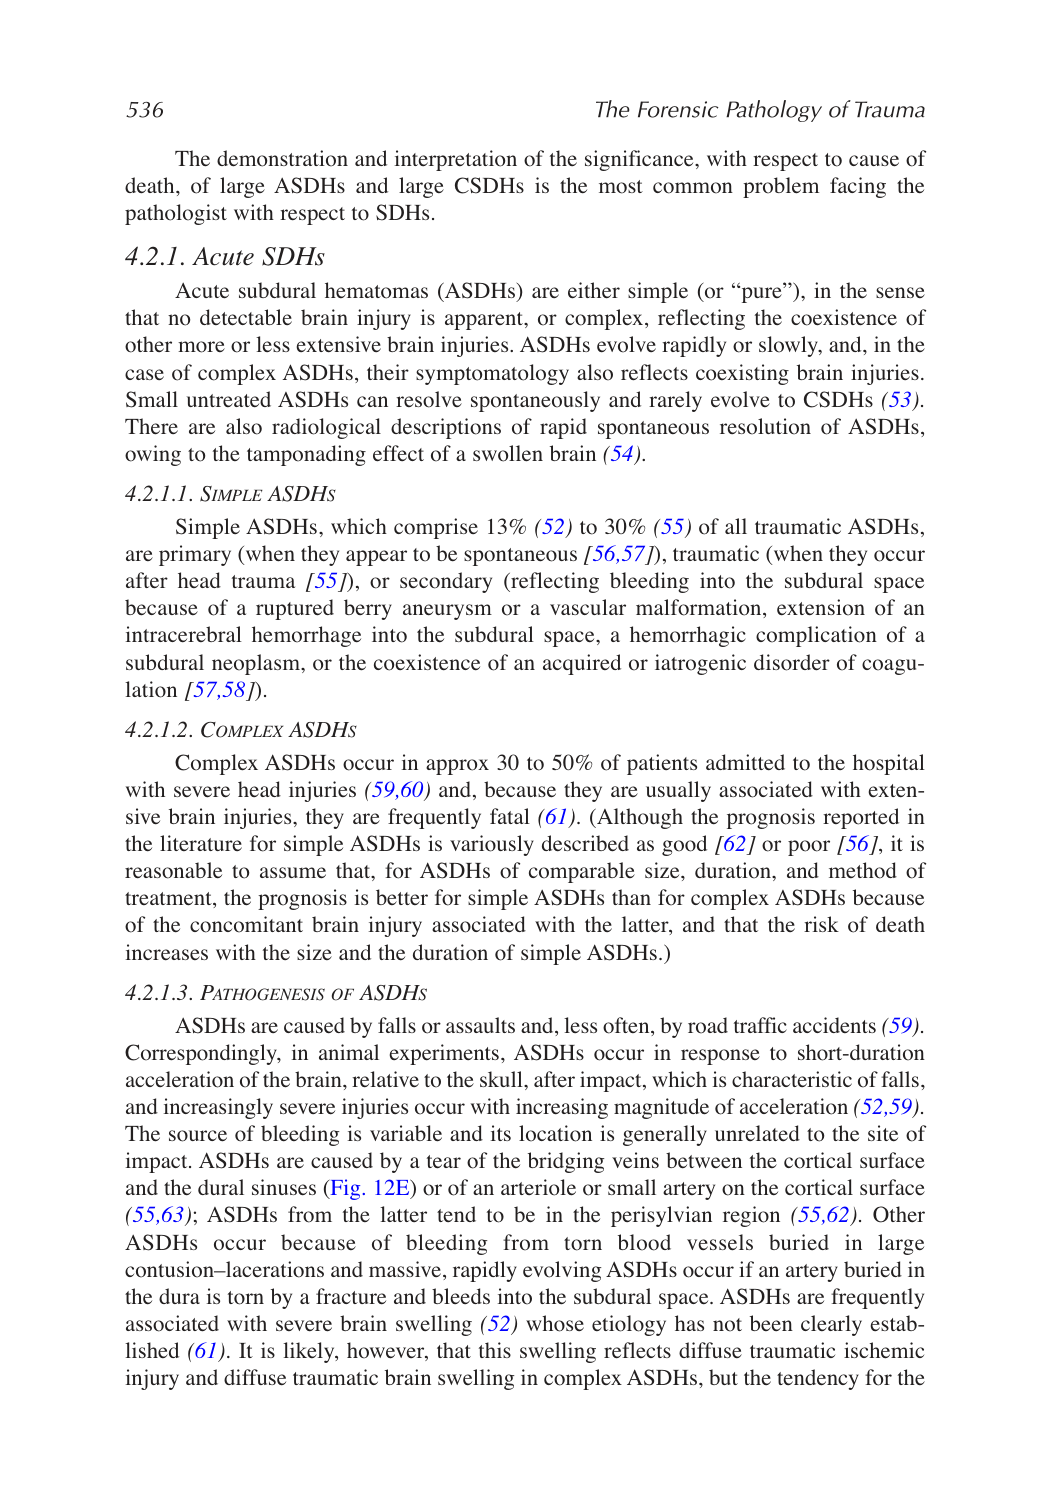 536 The Forensic Pathology of Trauma
The demonstration and interpretation of the significance, with respect to cause of
death, of large ASDHs and large CSDHs is the most common problem facing the
pathologist with respect to SDHs.
4.2.1. Acute SDHs
Acute subdural hematomas (ASDHs) are either simple (or “pure”), in the sense
that no detectable brain injury is apparent, or complex, reflecting the coexistence of
other more or less extensive brain injuries. ASDHs evolve rapidly or slowly, and, in the
case of complex ASDHs, their symptomatology also reflects coexisting brain injuries.
Small untreated ASDHs can resolve spontaneously and rarely evolve to CSDHs (53).
There are also radiological descriptions of rapid spontaneous resolution of ASDHs,
owing to the tamponading effect of a swollen brain (54).
4.2.1.1. SIMPLE ASDHS
Simple ASDHs, which comprise 13% (52) to 30% (55) of all traumatic ASDHs,
are primary (when they appear to be spontaneous [56,57]), traumatic (when they occur
after head trauma [55]), or secondary (reflecting bleeding into the subdural space
because of a ruptured berry aneurysm or a vascular malformation, extension of an
intracerebral hemorrhage into the subdural space, a hemorrhagic complication of a
subdural neoplasm, or the coexistence of an acquired or iatrogenic disorder of coagu-
lation [57,58]).
4.2.1.2. COMPLEX ASDHS
Complex ASDHs occur in approx 30 to 50% of patients admitted to the hospital
with severe head injuries (59,60) and, because they are usually associated with exten-
sive brain injuries, they are frequently fatal (61). (Although the prognosis reported in
the literature for simple ASDHs is variously described as good [62] or poor [56], it is
reasonable to assume that, for ASDHs of comparable size, duration, and method of
treatment, the prognosis is better for simple ASDHs than for complex ASDHs because
of the concomitant brain injury associated with the latter, and that the risk of death
increases with the size and the duration of simple ASDHs.)
4.2.1.3. PATHOGENESIS OF ASDHS
ASDHs are caused by falls or assaults and, less often, by road traffic accidents (59).
Correspondingly, in animal experiments, ASDHs occur in response to short-duration
acceleration of the brain, relative to the skull, after impact, which is characteristic of falls,
and increasingly severe injuries occur with increasing magnitude of acceleration (52,59).
The source of bleeding is variable and its location is generally unrelated to the site of
impact. ASDHs are caused by a tear of the bridging veins between the cortical surface
and the dural sinuses (Fig. 12E) or of an arteriole or small artery on the cortical surface
(55,63); ASDHs from the latter tend to be in the perisylvian region (55,62). Other
ASDHs occur because of bleeding from torn blood vessels buried in large
contusion–lacerations and massive, rapidly evolving ASDHs occur if an artery buried in
the dura is torn by a fracture and bleeds into the subdural space. ASDHs are frequently
associated with severe brain swelling (52) whose etiology has not been clearly estab-
lished (61). It is likely, however, that this swelling reflects diffuse traumatic ischemic
injury and diffuse traumatic brain swelling in complex ASDHs, but the tendency for the